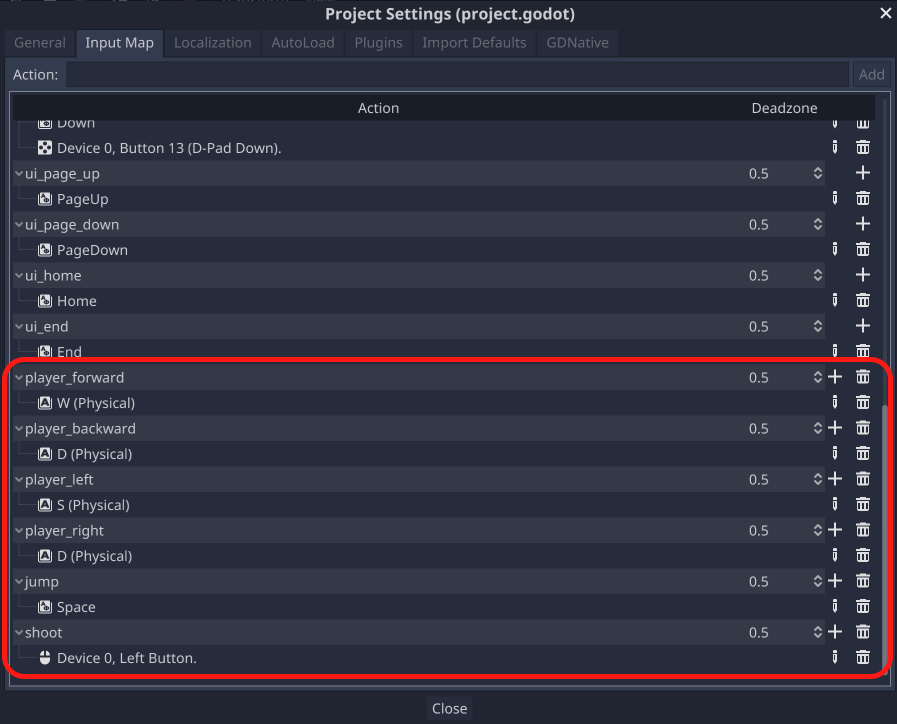 Project Settings (project.godot)
General Input Map Localization AutoLoad Plugins Import Defaults GDNative
Action: Add
Action Deadzone
Down
Device 0, Button 13 (D-Pad Down).
ui_page_up 0.5
PageUp
ui_page_down 0.5
PageDown
ui_home 0.5
Home
ui_end 0.5
End
player_forward 0.5
W (Physical)
player_backward 0.5
D (Physical)
player_left 0.5
S (Physical)
player_right 0.5
D (Physical)
jump 0.5
Space
shoot 0.5
Device 0, Left Button.
Close